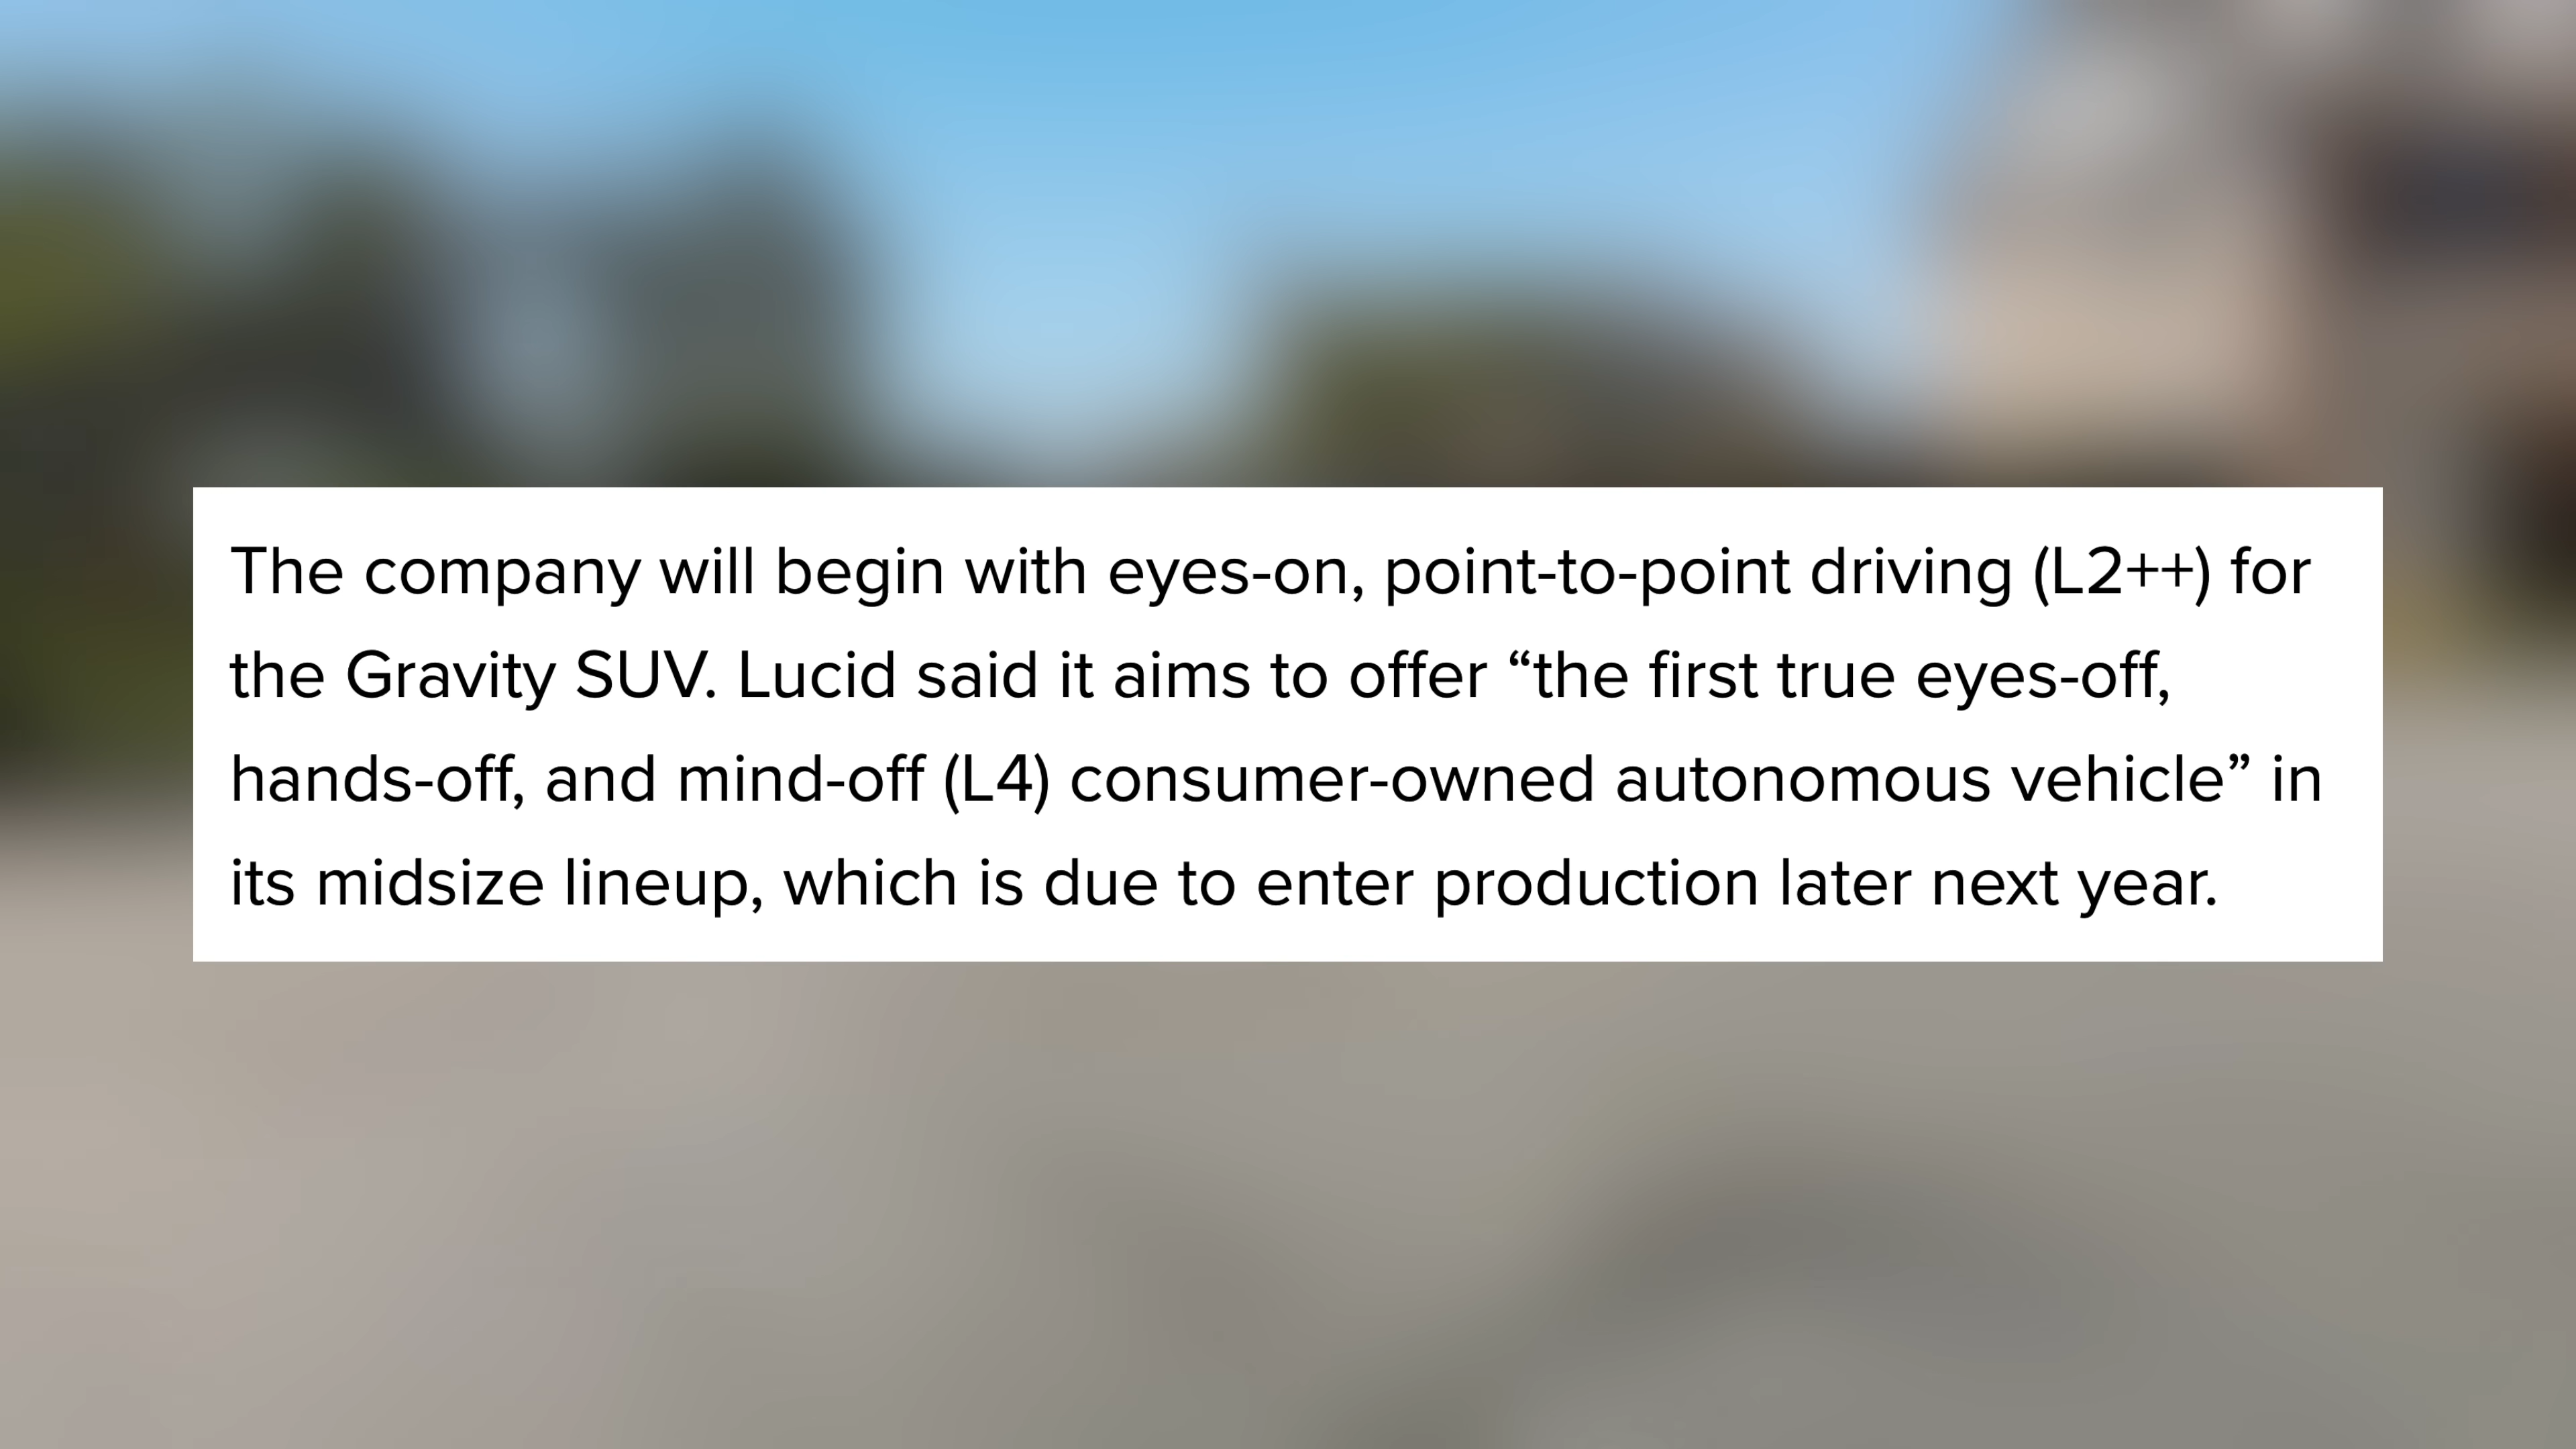 The company will begin with eyes-on, point-to-point driving (L2++) for
the Gravity SUV. Lucid said it aims to offer “the first true eyes-off,
hands-off, and mind-off (L4) consumer-owned autonomous vehicle” in
its midsize lineup, which is due to enter production later next year.